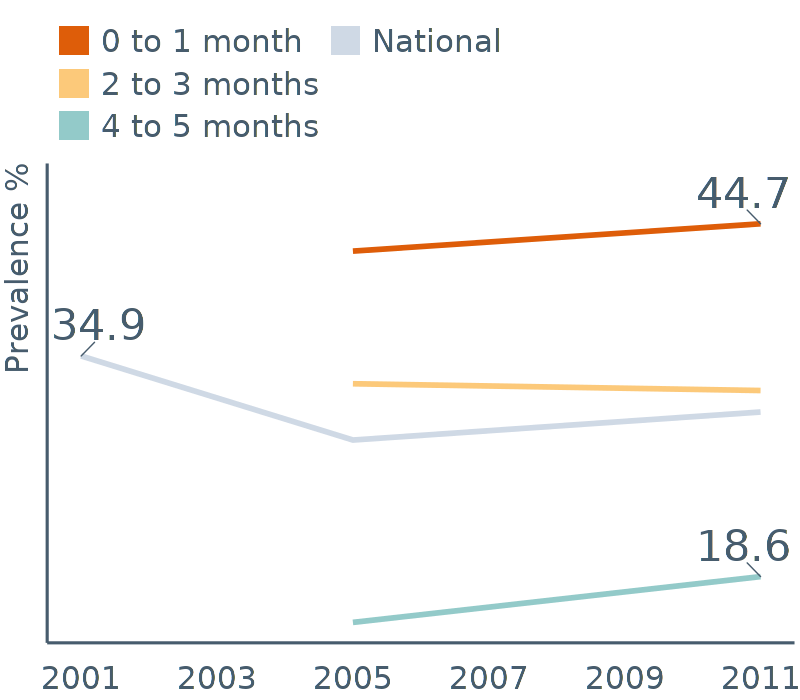 0 to 1 month National
2 to 3 months
4 to 5 months
Prevalence %
44.7
34.9
18.6
2001 2003 2005 2007 2009 2011